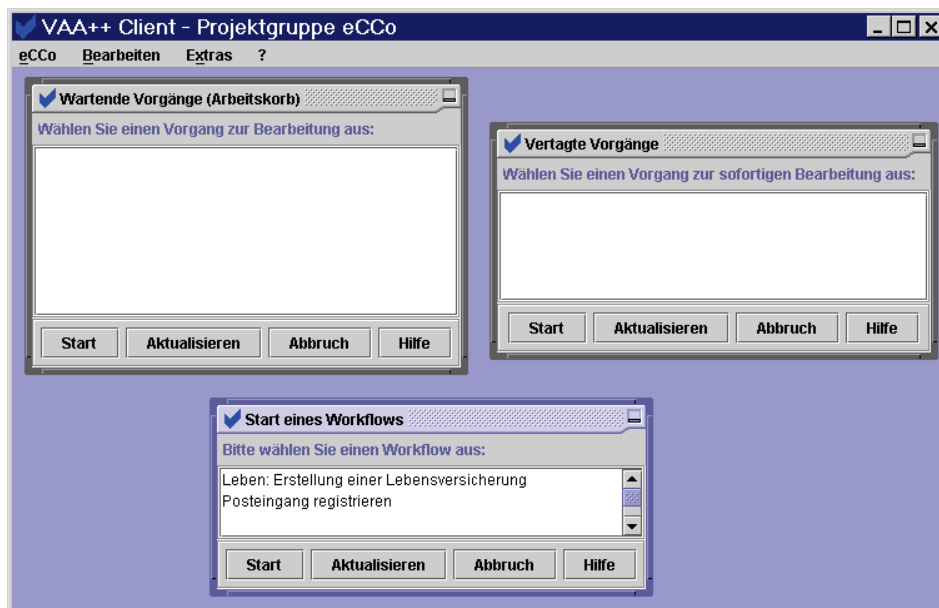 VAA++ Client - Projektgruppe eCCo
eCCo Bearbeiten Extras ?
Wartende Vorgänge (Arbeitskorb)
Wählen Sie einen Vorgang zur Bearbeitung aus:
Start Aktualisieren Abbruch Hilfe
Vertagte Vorgänge
Wählen Sie einen Vorgang zur sofortigen Bearbeitung aus:
Start Aktualisieren Abbruch Hilfe
Start eines Workflows
Bitte wählen Sie einen Workflow aus:
Leben: Erstellung einer Lebensversicherung
Posteingang registrieren
Start Aktualisieren Abbruch Hilfe